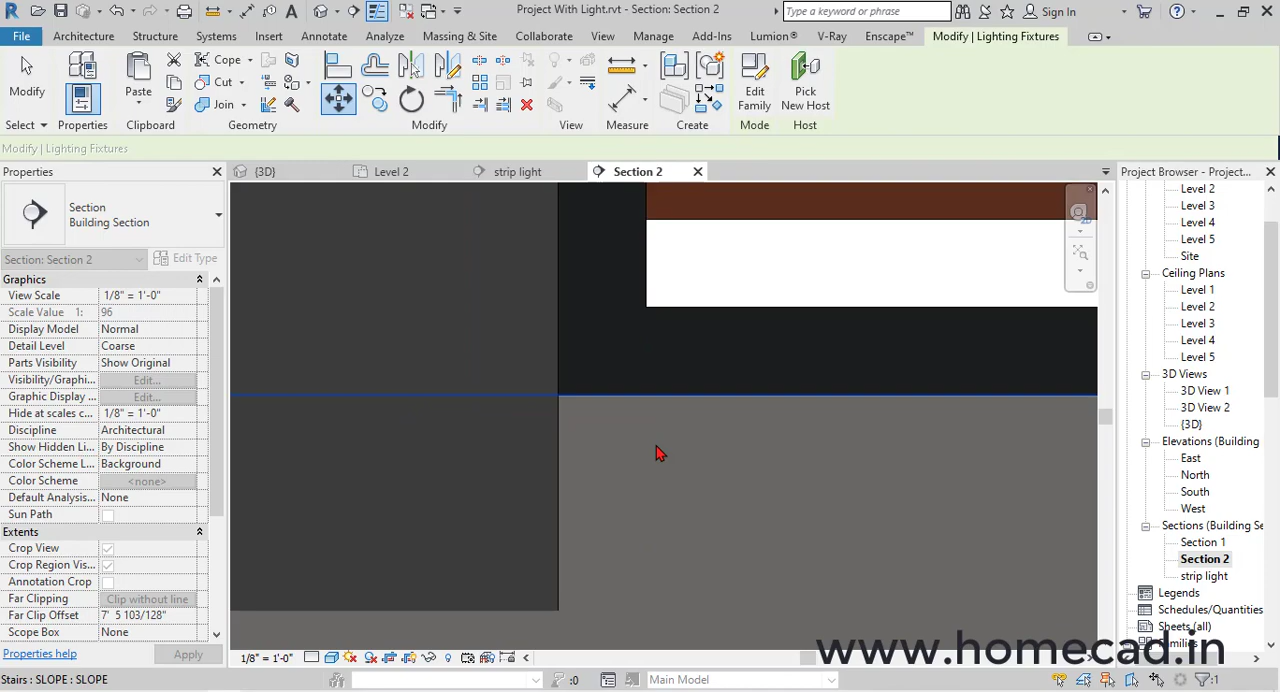 Project With Light.rvt - Section: Section 2
Type a keyword or phrase
Sign In
File Architecture Structure Systems Insert Annotate Analyze Massing & Site Collaborate View Manage Add-Ins Lumion® V-Ray Enscape™ Modify | Lighting Fixtures
Modify
Paste
Cope
Cut
Join
Edit Family
Pick New Host
Select Properties Clipboard Geometry Modify View Measure Create Mode Host
Modify | Lighting Fixtures
Properties
{3D} Level 2 strip light Section 2
Project Browser - Project...
Section
Building Section
Section: Section 2 Edit Type
Graphics
View Scale 1/8" = 1'-0"
Scale Value 1: 96
Display Model Normal
Detail Level Coarse
Parts Visibility Show Original
Visibility/Graphi... Edit...
Graphic Display ... Edit...
Hide at scales c... 1/8" = 1'-0"
Discipline Architectural
Show Hidden Li... By Discipline
Color Scheme L... Background
Color Scheme <none>
Default Analysis... None
Sun Path
Extents
Crop View
Crop Region Vis...
Annotation Crop
Far Clipping Clip without line
Far Clip Offset 7' 5 103/128"
Scope Box None
Properties help Apply
Level 2
Level 3
Level 4
Level 5
Site
Ceiling Plans
Level 1
Level 2
Level 3
Level 4
Level 5
3D Views
3D View 1
3D View 2
{3D}
Elevations (Building
East
North
South
West
Sections (Building Se
Section 1
Section 2
strip light
Legends
Schedules/Quantities
Sheets (all)
Families
1/8" = 1'-0"
www.homecad.in
Stairs : SLOPE : SLOPE
:0
Main Model
:1